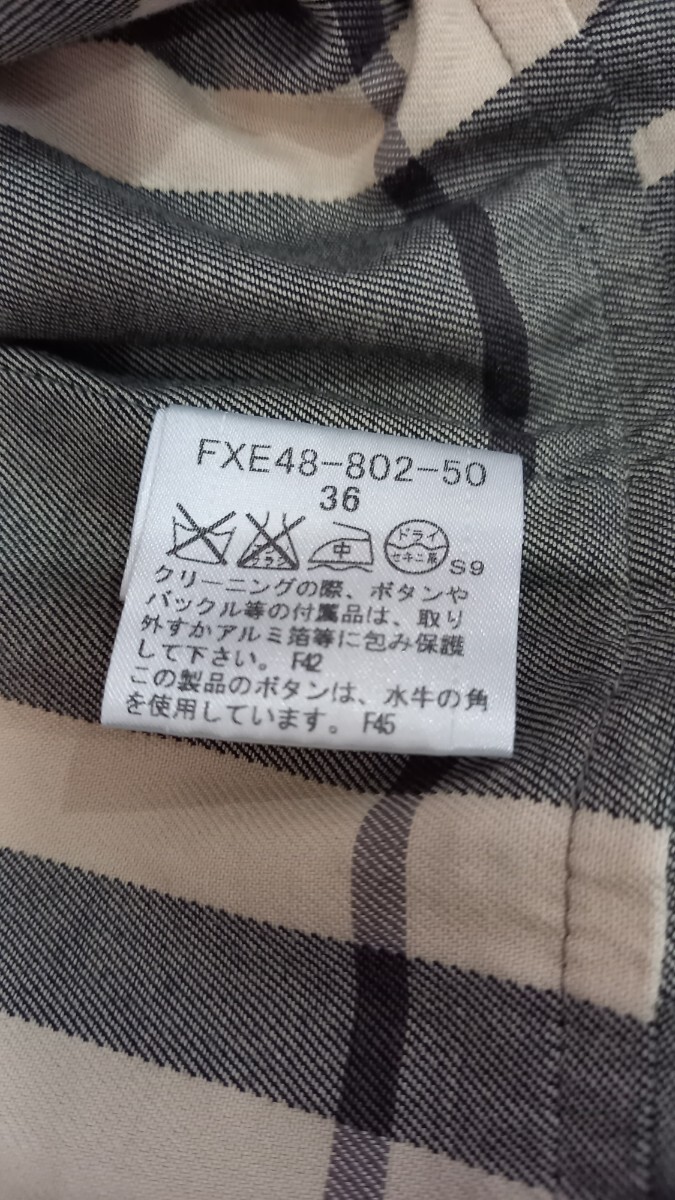 FXE48-802-50
36
中 ドライ セキユ系 S9
クリーニングの際、ボタンや
バックル等の付属品は、取り
外すかアルミ箔等に包み保護
して下さい。 F42
この製品のボタンは、水牛の角
を使用しています。 F45